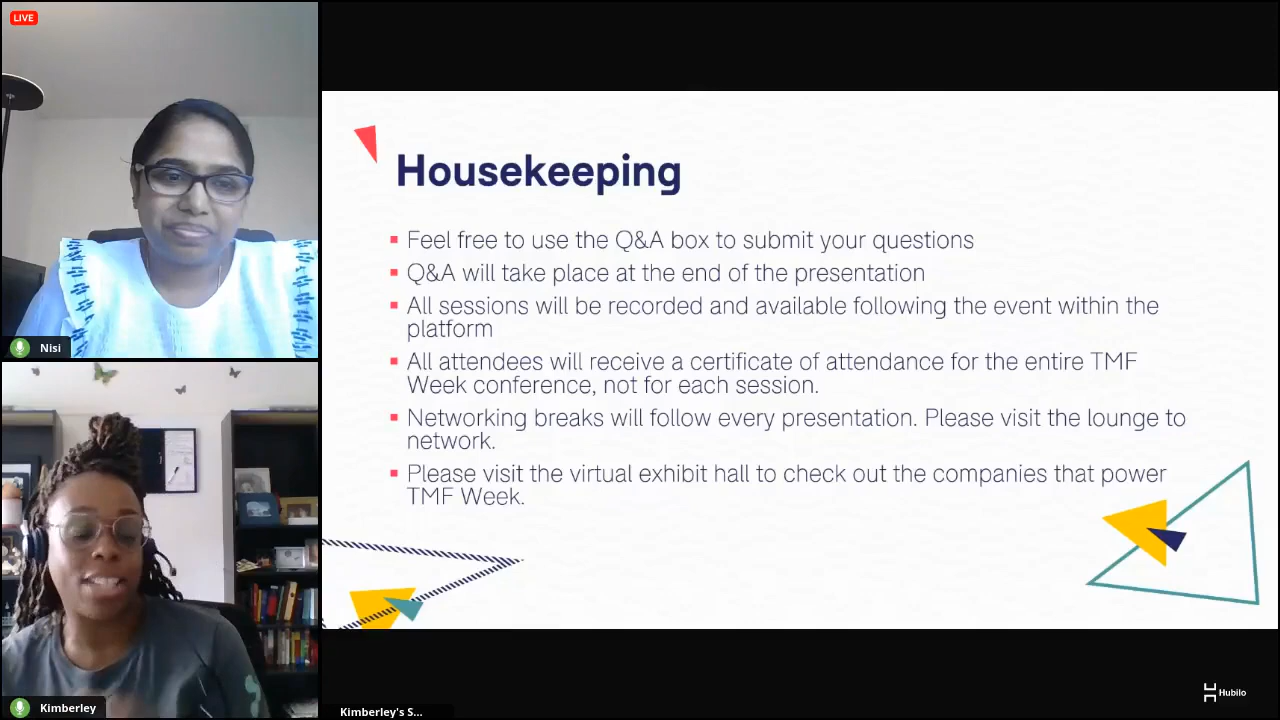 LIVE
Nisi
Kimberley
Housekeeping
Feel free to use the Q&A box to submit your questions
Q&A will take place at the end of the presentation
All sessions will be recorded and available following the event within the
platform
All attendees will receive a certificate of attendance for the entire TMF
Week conference, not for each session.
Networking breaks will follow every presentation. Please visit the lounge to
network.
Please visit the virtual exhibit hall to check out the companies that power
TMF Week.
Kimberley's S...
Hubilo